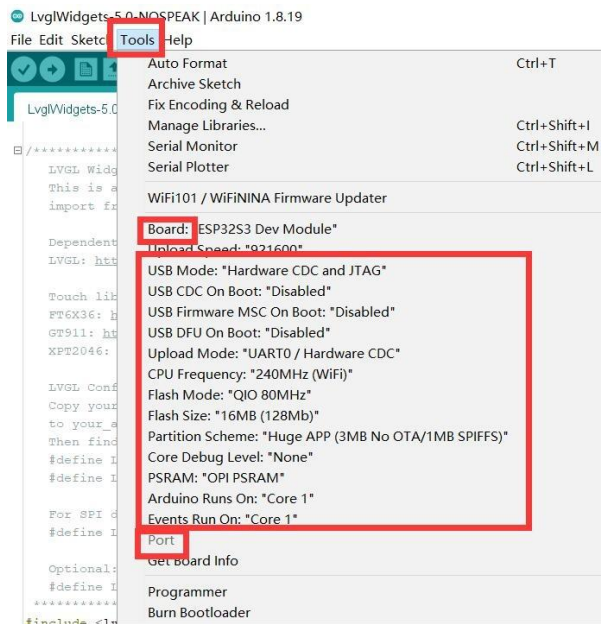 LvglWidgets-5.0-NOSPEAK | Arduino 1.8.19
File Edit Sketch Tools Help
Auto Format Ctrl+T
Archive Sketch
Fix Encoding & Reload
Manage Libraries... Ctrl+Shift+I
Serial Monitor Ctrl+Shift+M
Serial Plotter Ctrl+Shift+L
WiFi101 / WiFiNINA Firmware Updater
Board: "ESP32S3 Dev Module"
Upload Speed: "921600"
USB Mode: "Hardware CDC and JTAG"
USB CDC On Boot: "Disabled"
USB Firmware MSC On Boot: "Disabled"
USB DFU On Boot: "Disabled"
Upload Mode: "UART0 / Hardware CDC"
CPU Frequency: "240MHz (WiFi)"
Flash Mode: "QIO 80MHz"
Flash Size: "16MB (128Mb)"
Partition Scheme: "Huge APP (3MB No OTA/1MB SPIFFS)"
Core Debug Level: "None"
PSRAM: "OPI PSRAM"
Arduino Runs On: "Core 1"
Events Run On: "Core 1"
Port
Get Board Info
Programmer
Burn Bootloader
LvglWidgets-5.0
/***********
LVGL Widg
This is a
import fr
Dependent
LVGL: htt
Touch lib
FT6X36: h
GT911: ht
XPT2046:
LVGL Conf
Copy your
to your_a
Then find
#define L
#define L
For SPI d
#define L
Optional:
#define L
***********
#include <lv